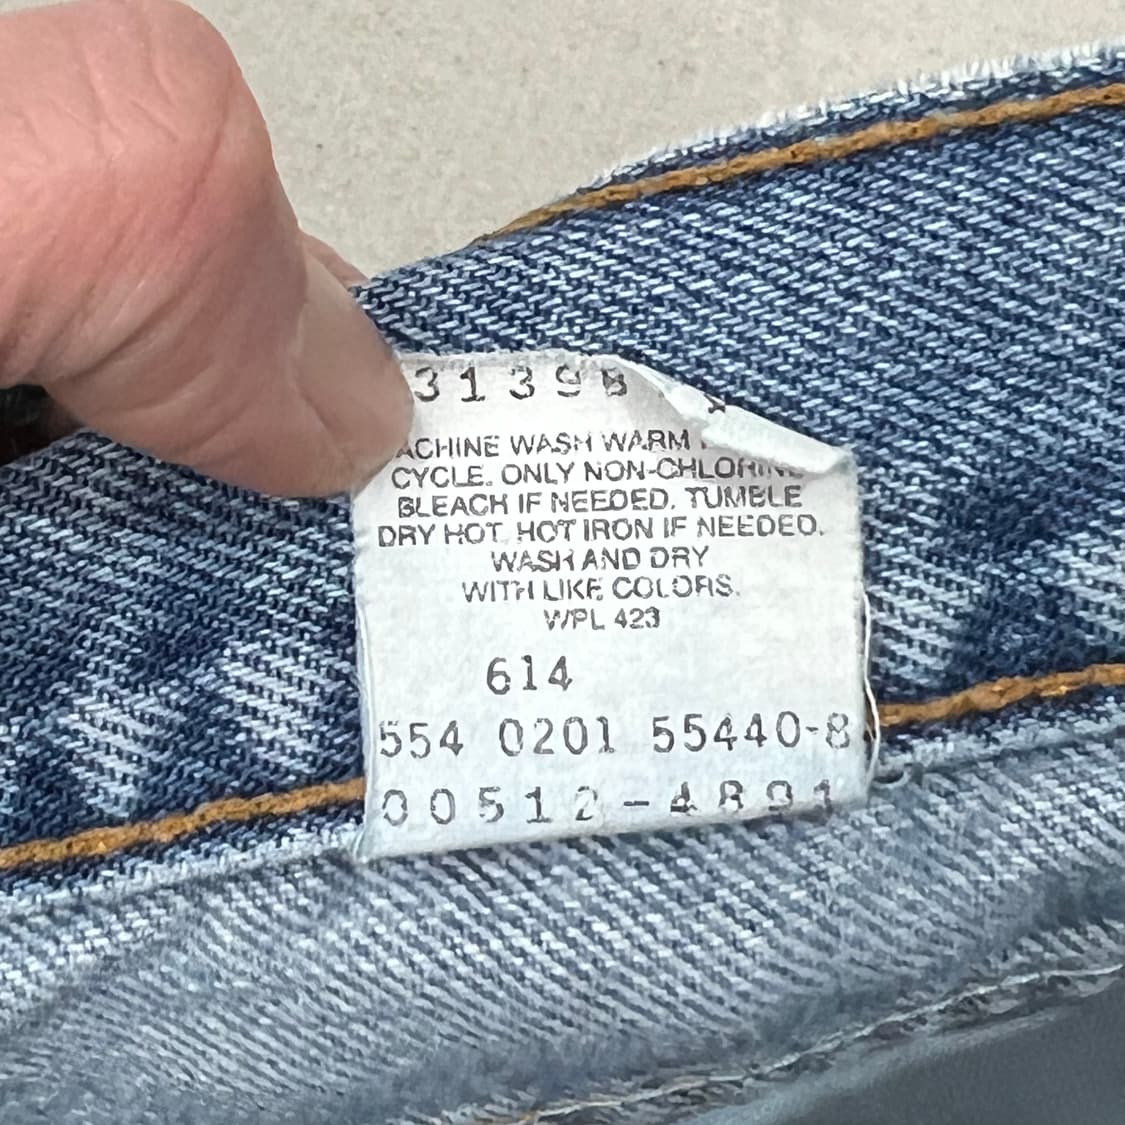 31398
ACHINE WASH WARM
CYCLE. ONLY NON-CHLORINE
BLEACH IF NEEDED. TUMBLE
DRY HOT. HOT IRON IF NEEDED.
WASH AND DRY
WITH LIKE COLORS.
WPL 423
614
554 0201 55440-8
00512-4891